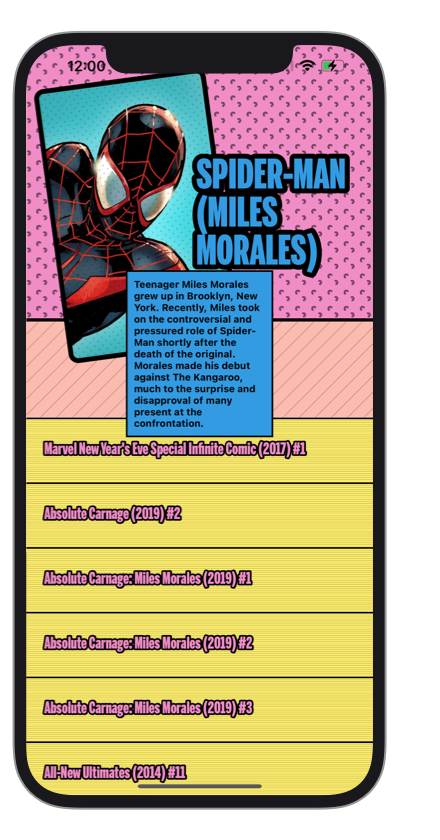 12:00
SPIDER-MAN
(MILES
MORALES)
Teenager Miles Morales
grew up in Brooklyn, New
York. Recently, Miles took
on the controversial and
pressured role of Spider-
Man shortly after the
death of the original.
Morales made his debut
against The Kangaroo,
much to the surprise and
disapproval of many
present at the
confrontation.
Marvel New Year's Eve Special Infinite Comic (2017) #1
Absolute Carnage (2019) #2
Absolute Carnage: Miles Morales (2019) #1
Absolute Carnage: Miles Morales (2019) #2
Absolute Carnage: Miles Morales (2019) #3
All-New Ultimates (2014) #11